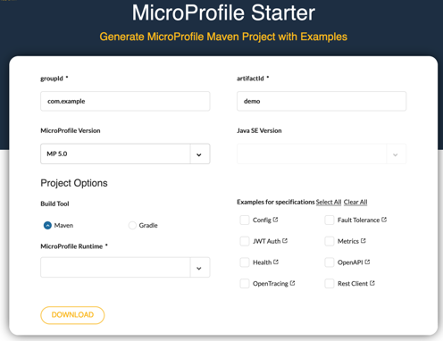 MicroProfile Starter
Generate MicroProfile Maven Project with Examples
groupId *
artifactId *
com.example
demo
MicroProfile Version
Java SE Version
MP 5.0
Project Options
Build Tool
Examples for specifications Select All Clear All
Maven
Gradle
Config
Fault Tolerance
JWT Auth
Metrics
MicroProfile Runtime *
Health
OpenAPI
OpenTracing
Rest Client
DOWNLOAD